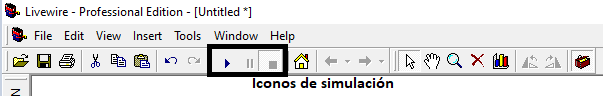 Livewire - Professional Edition - [Untitled *]
File Edit View Insert Tools Window Help
Iconos de simulación